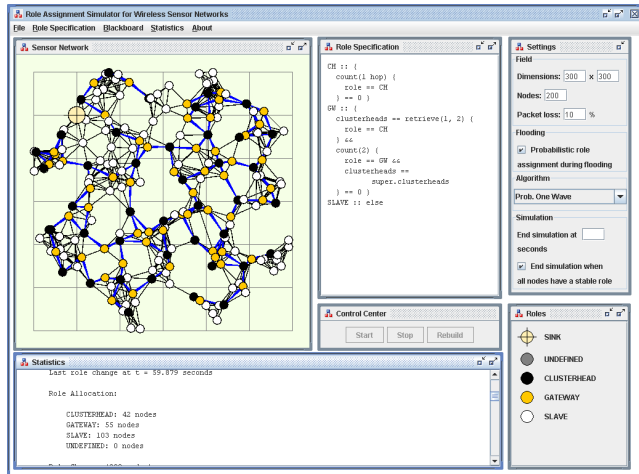 Role Assignment Simulator for Wireless Sensor Networks
File Role Specification Blackboard Statistics About
Sensor Network
Role Specification
CH :: {
count(1 hop) {
role == CH
} == 0 }
GW :: {
clusterheads == retrieve(1, 2) {
role == CH
} &&
count(2) {
role == GW &&
clusterheads ==
super.clusterheads
} == 0 }
SLAVE :: else
Settings
Field
Dimensions: 300 x 300
Nodes: 200
Packet loss: 10 %
Flooding
Probabilistic role
assignment during flooding
Algorithm
Prob. One Wave
Simulation
End simulation at
seconds
End simulation when
all nodes have a stable role
Control Center
Start Stop Rebuild
Roles
SINK
UNDEFINED
CLUSTERHEAD
GATEWAY
SLAVE
Statistics
Last role change at t = 59.879 seconds
Role Allocation:
CLUSTERHEAD: 42 nodes
GATEWAY: 55 nodes
SLAVE: 103 nodes
UNDEFINED: 0 nodes